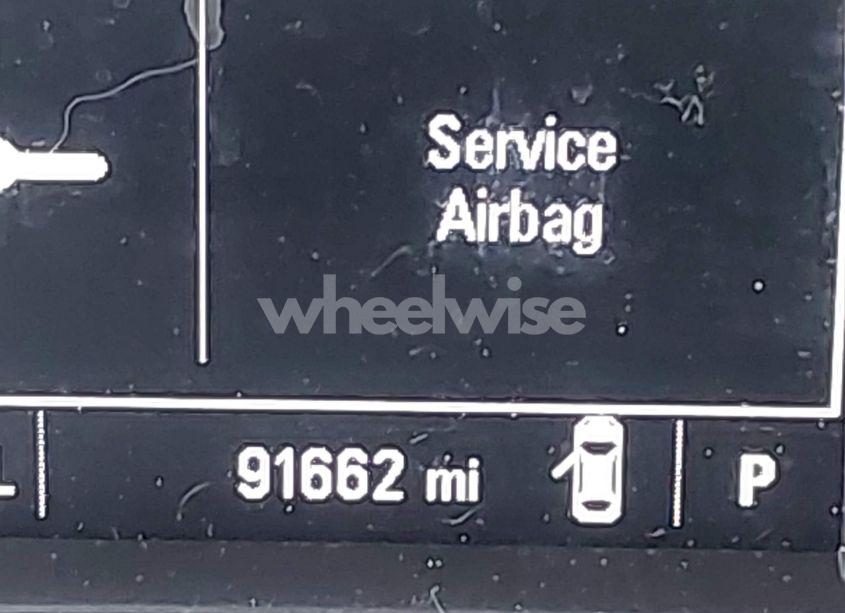 Service
Airbag
wheelwise
91662 mi
P